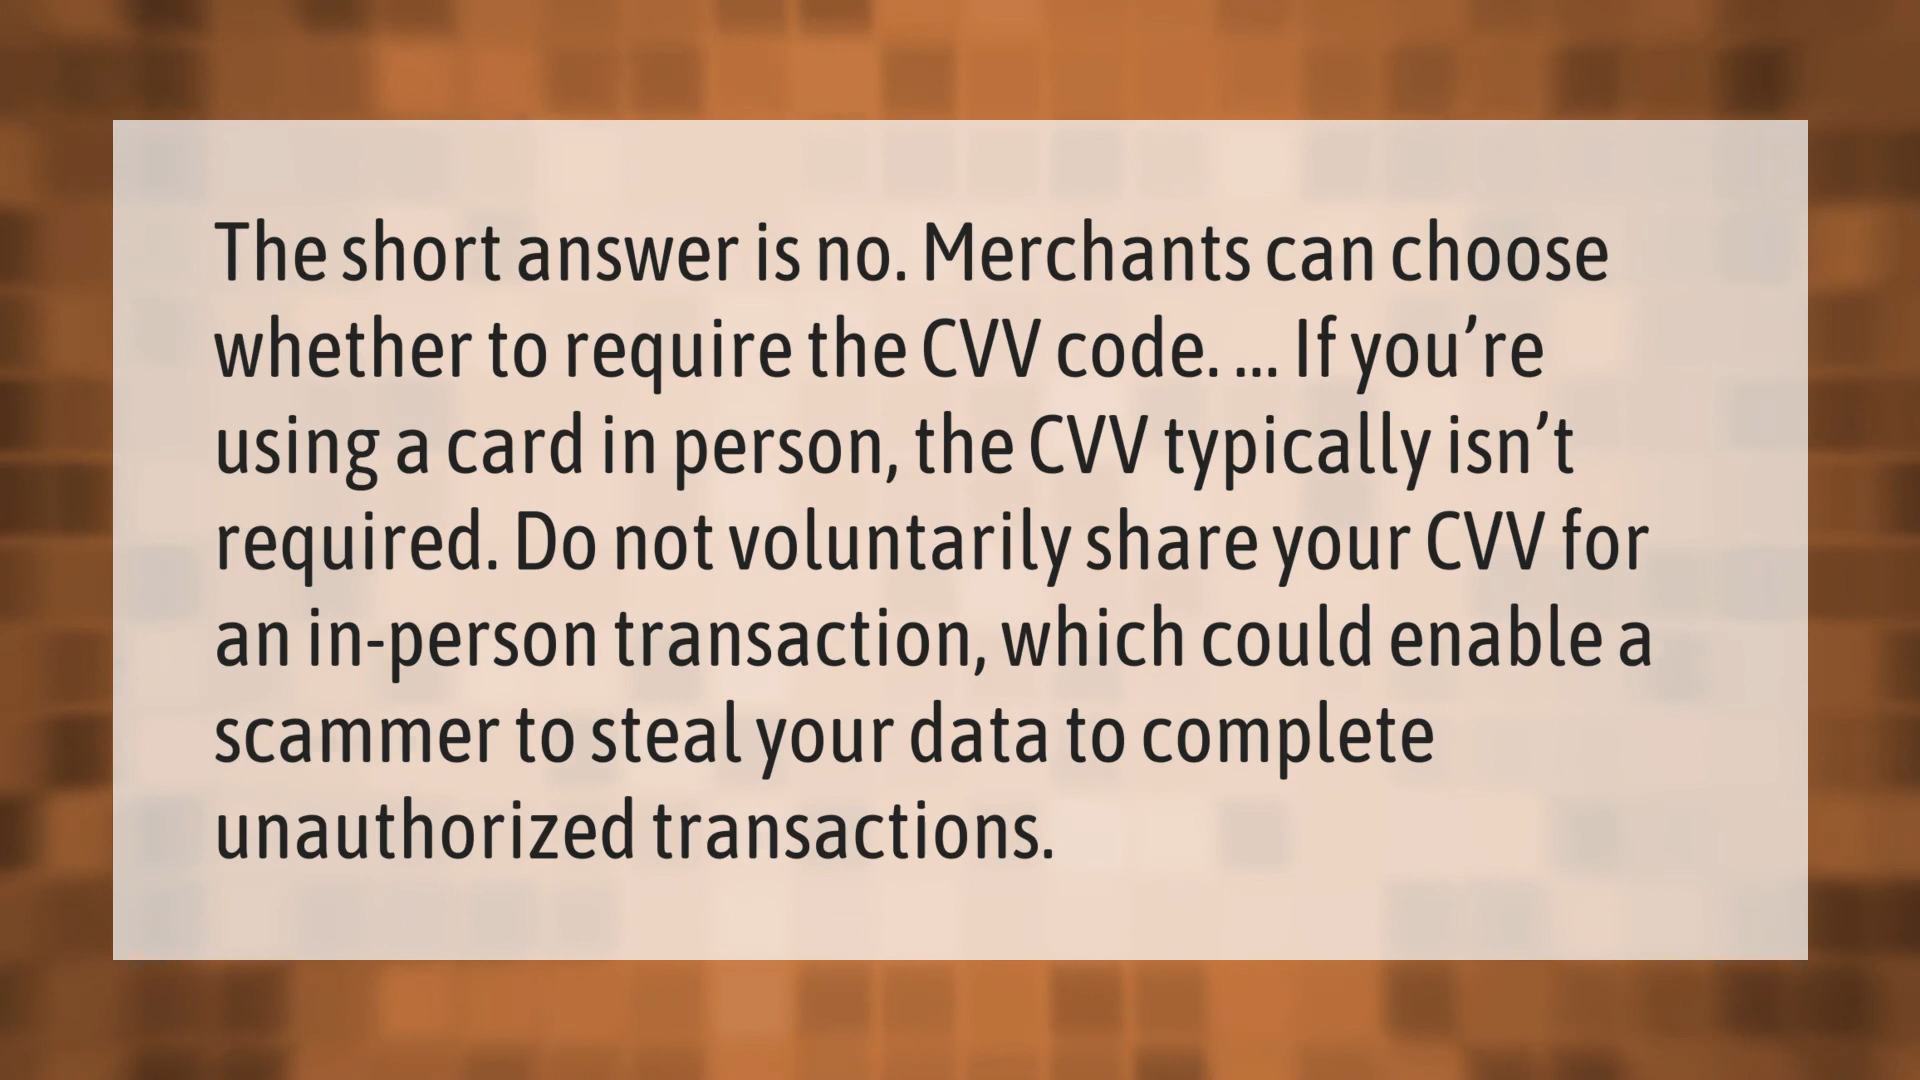 The short answer is no. Merchants can choose
whether to require the CVV code. ... If you’re
using a card in person, the CVV typically isn’t
required. Do not voluntarily share your CVV for
an in-person transaction, which could enable a
scammer to steal your data to complete
unauthorized transactions.